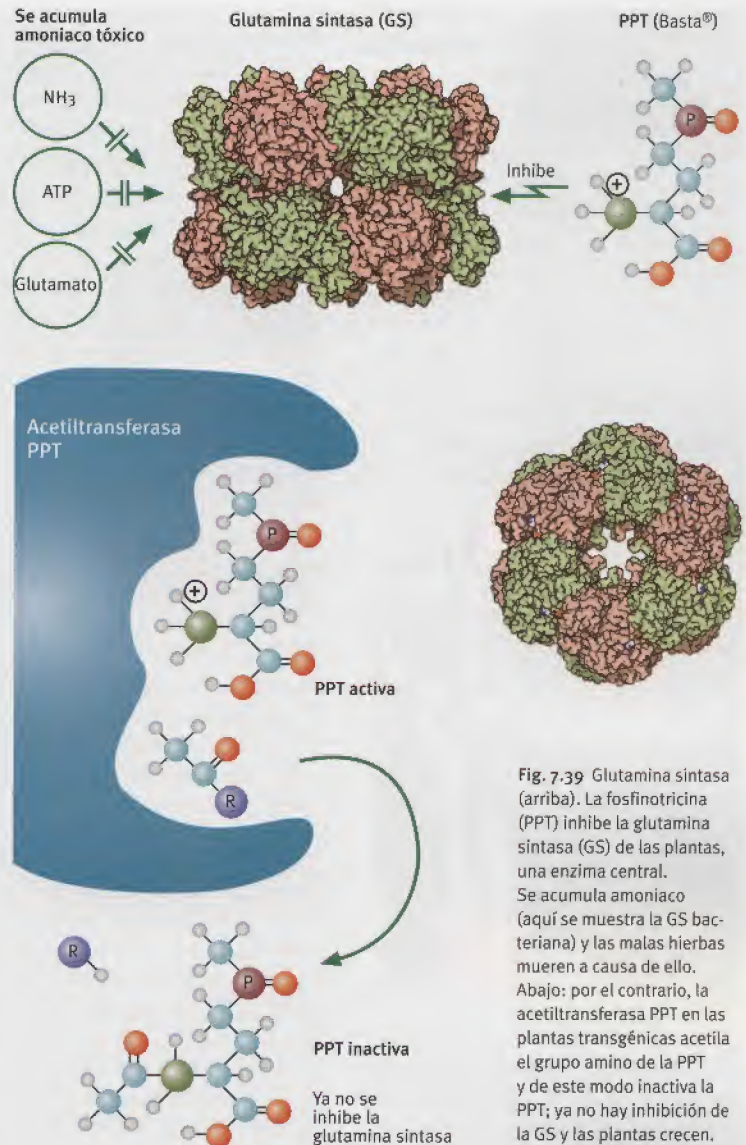 Se acumula
amoniaco tóxico
Glutamina sintasa (GS)
PPT (Basta®)
NH₃
ATP
Glutamato
P
Inhibe
+
Acetiltransferasa
PPT
P
+
PPT activa
R
R
P
PPT inactiva
Ya no se
inhibe la
glutamina sintasa
Fig. 7.39 Glutamina sintasa
(arriba). La fosfinotricina
(PPT) inhibe la glutamina
sintasa (GS) de las plantas,
una enzima central.
Se acumula amoniaco
(aquí se muestra la GS bac-
teriana) y las malas hierbas
mueren a causa de ello.
Abajo: por el contrario, la
acetiltransferasa PPT en las
plantas transgénicas acetila
el grupo amino de la PPT
y de este modo inactiva la
PPT; ya no hay inhibición de
la GS y las plantas crecen.